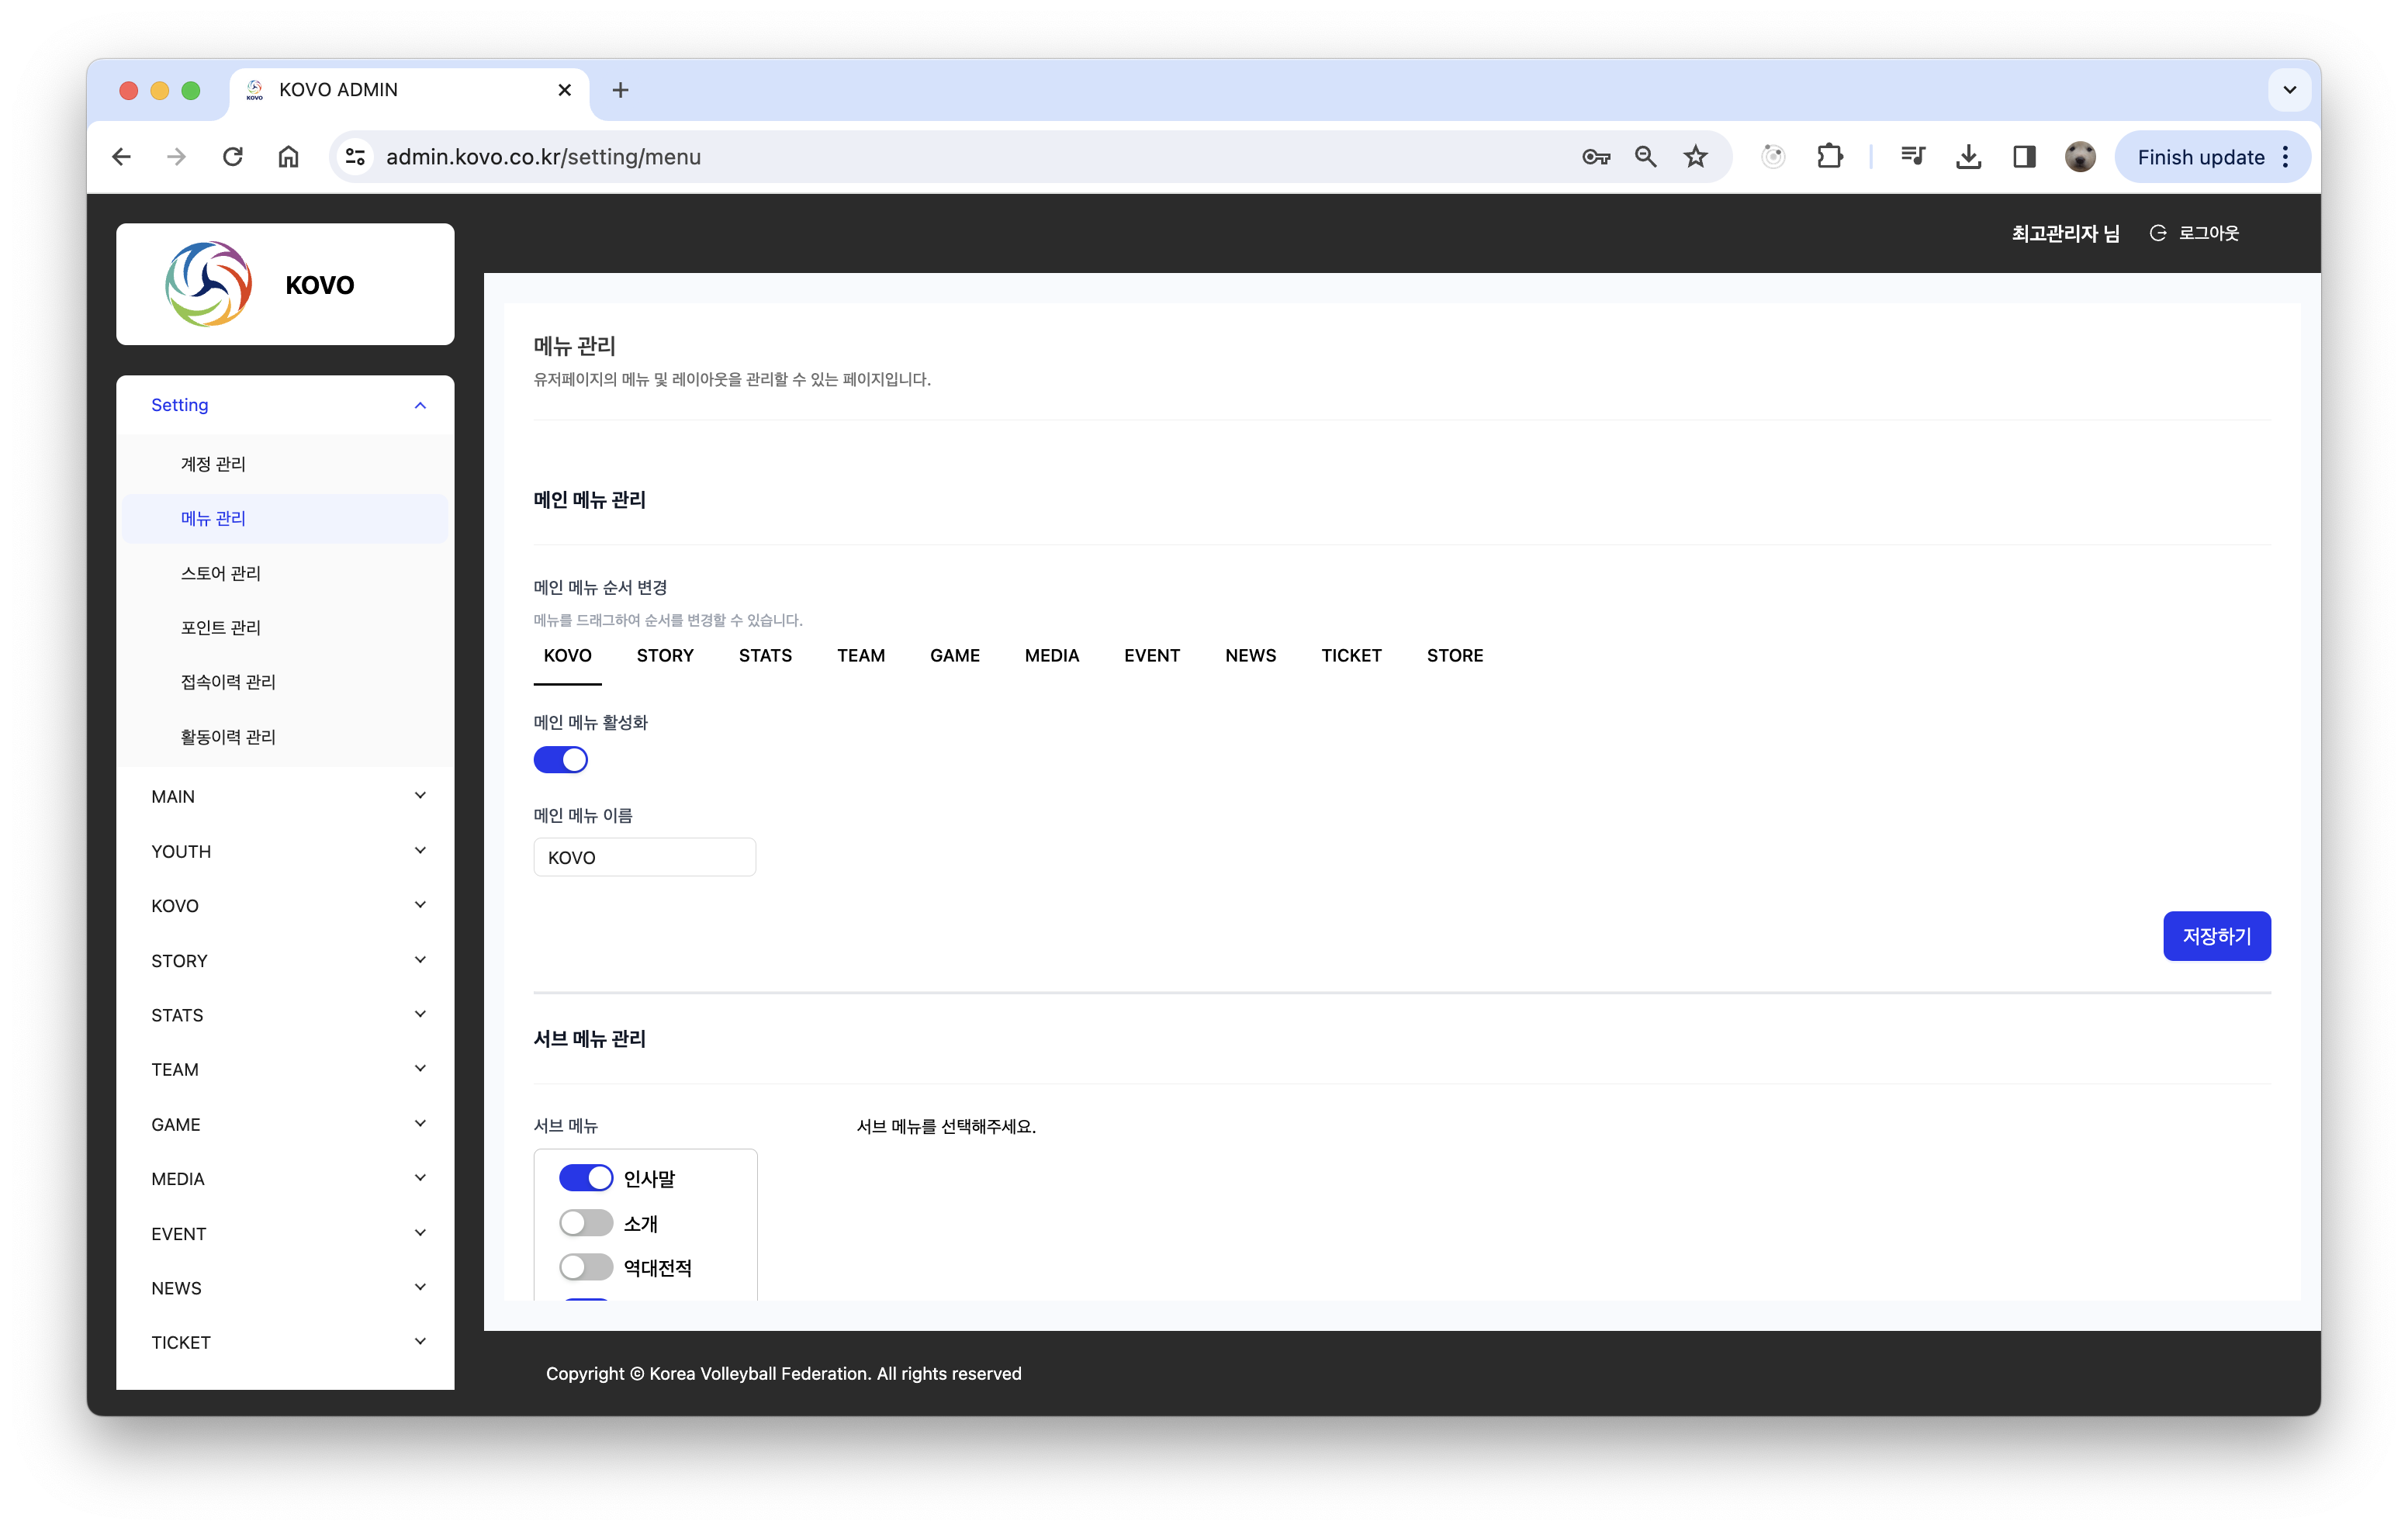 KOVO ADMIN
admin.kovo.co.kr/setting/menu
Finish update
최고관리자 님
로그아웃
KOVO
Setting
계정 관리
메뉴 관리
스토어 관리
포인트 관리
접속이력 관리
활동이력 관리
MAIN
YOUTH
KOVO
STORY
STATS
TEAM
GAME
MEDIA
EVENT
NEWS
TICKET
메뉴 관리
유저페이지의 메뉴 및 레이아웃을 관리할 수 있는 페이지입니다.
메인 메뉴 관리
메인 메뉴 순서 변경
메뉴를 드래그하여 순서를 변경할 수 있습니다.
KOVO STORY STATS TEAM GAME MEDIA EVENT NEWS TICKET STORE
메인 메뉴 활성화
메인 메뉴 이름
KOVO
저장하기
서브 메뉴 관리
서브 메뉴
서브 메뉴를 선택해주세요.
인사말
소개
역대전적
Copyright © Korea Volleyball Federation. All rights reserved